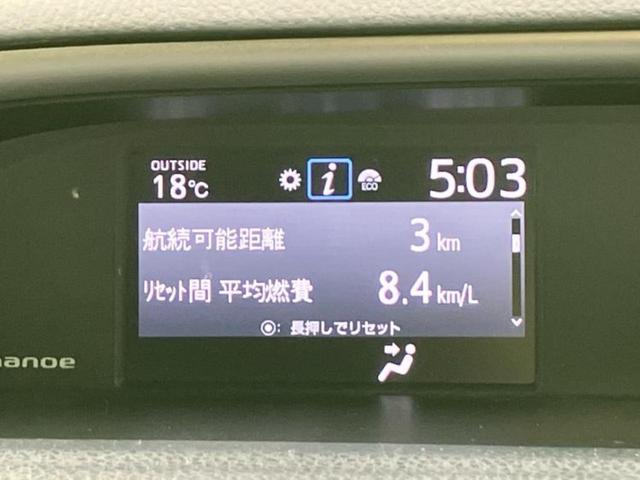 OUTSIDE
18℃
ECO
5:03
航続可能距離 3 km
リセット間 平均燃費 8.4 km/L
◉: 長押しでリセット
nanoe